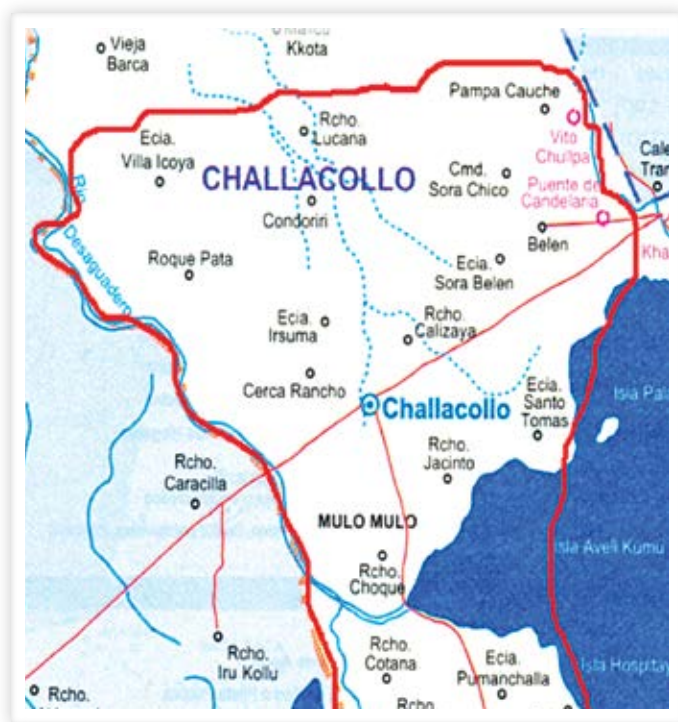 Vieja
Barca
Kkota
Pampa Cauche
Rcho.
Lucana
Vito
Chullpa
Ecia.
Villa Icoya
CHALLACOLLO
Cmd.
Sora Chico
Puente de
Candelaria
Condoriri
Belen
Río
Desaguadero
Roque Pata
Ecia.
Sora Belen
Ecia.
Irsuma
Rcho.
Calizaya
Cerca Rancho
Challacollo
Ecia.
Santo
Tomas
Rcho.
Jacinto
Rcho.
Caracilla
MULO MULO
Isla Aveli Kumu
Rcho.
Choque
Rcho.
Iru Kollu
Rcho.
Cotana
Ecia.
Pumanchalla
Rcho.
Rcho.